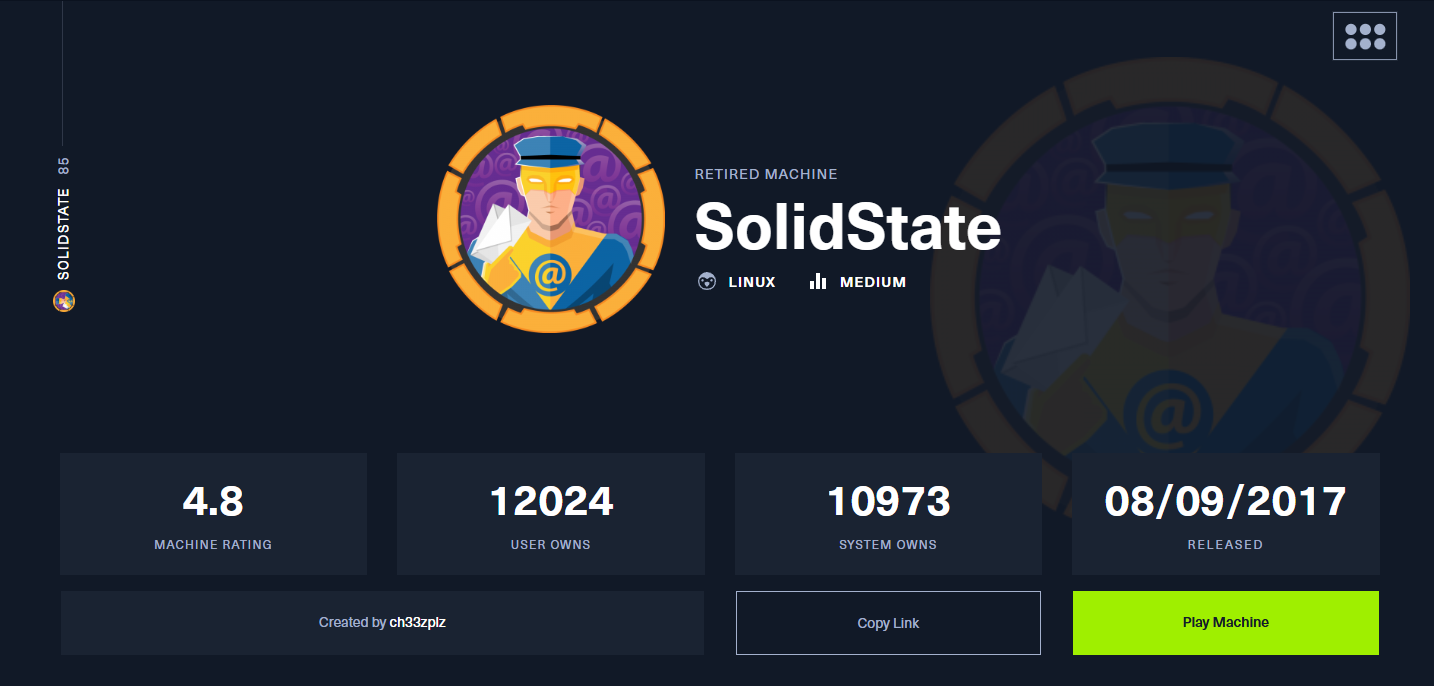 SOLIDSTATE 85
RETIRED MACHINE
SolidState
LINUX MEDIUM
4.8
MACHINE RATING
12024
USER OWNS
10973
SYSTEM OWNS
08/09/2017
RELEASED
Created by ch33zplz
Copy Link
Play Machine